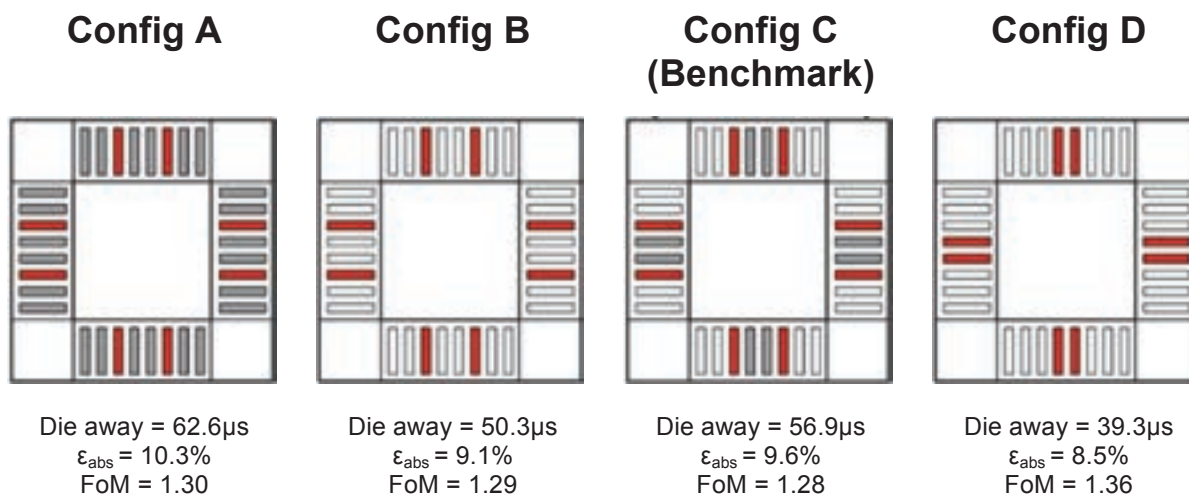 Config A
Config B
Config C
(Benchmark)
Config D
Die away = 62.6µs
εabs = 10.3%
FoM = 1.30
Die away = 50.3µs
εabs = 9.1%
FoM = 1.29
Die away = 56.9µs
εabs = 9.6%
FoM = 1.28
Die away = 39.3µs
εabs = 8.5%
FoM = 1.36